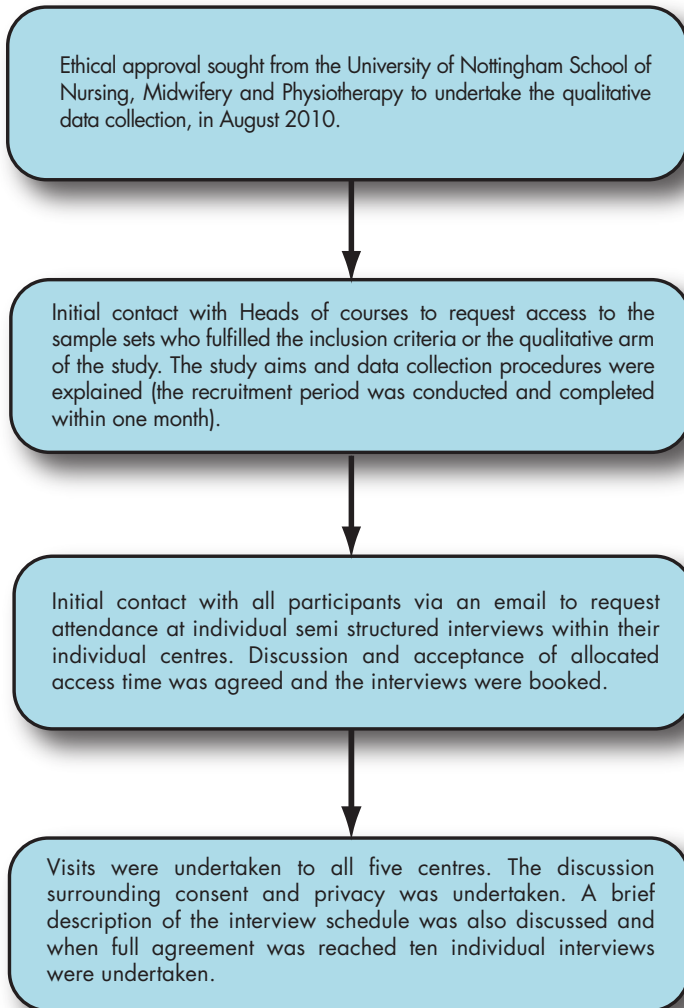 Ethical approval sought from the University of Nottingham School of
Nursing, Midwifery and Physiotherapy to undertake the qualitative
data collection, in August 2010.
Initial contact with Heads of courses to request access to the
sample sets who fulfilled the inclusion criteria or the qualitative arm
of the study. The study aims and data collection procedures were
explained (the recruitment period was conducted and completed
within one month).
Initial contact with all participants via an email to request
attendance at individual semi structured interviews within their
individual centres. Discussion and acceptance of allocated
access time was agreed and the interviews were booked.
Visits were undertaken to all five centres. The discussion
surrounding consent and privacy was undertaken. A brief
description of the interview schedule was also discussed and
when full agreement was reached ten individual interviews
were undertaken.